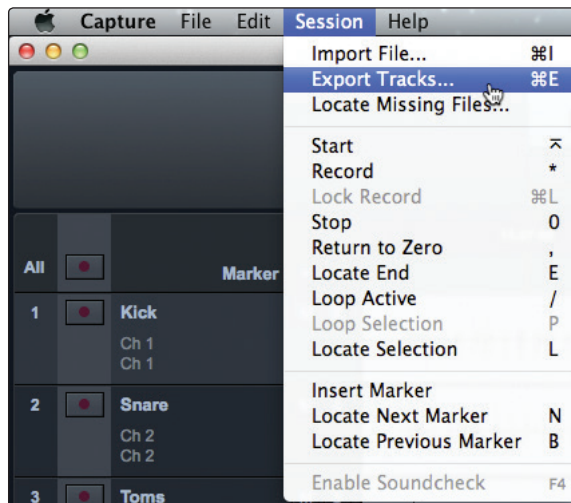 Capture File Edit Session Help
Import File... ⌘I
Export Tracks... ⌘E
Locate Missing Files...
Start ⌅
Record *
Lock Record ⌘L
Stop 0
Return to Zero ,
Locate End E
Loop Active /
Loop Selection P
Locate Selection L
Insert Marker
Locate Next Marker N
Locate Previous Marker B
Enable Soundcheck F4
All Marker
1 Kick
Ch 1
Ch 1
2 Snare
Ch 2
Ch 2
3 Toms